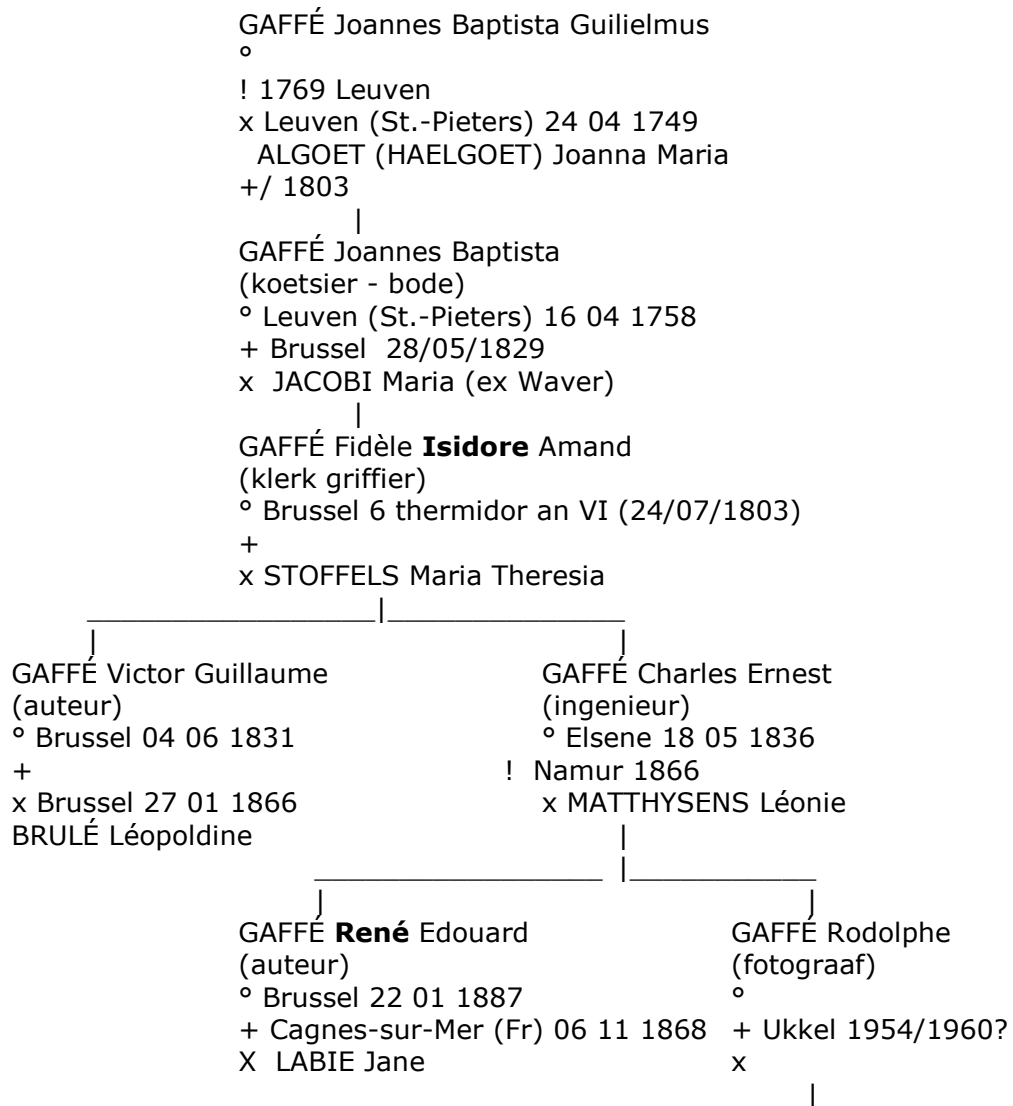 GAFFÉ Joannes Baptista Guilielmus
°
! 1769 Leuven
x Leuven (St.-Pieters) 24 04 1749
ALGOET (HAELGOET) Joanna Maria
+/ 1803
|
GAFFÉ Joannes Baptista
(koetsier - bode)
° Leuven (St.-Pieters) 16 04 1758
+ Brussel 28/05/1829
x JACOBI Maria (ex Waver)
|
GAFFÉ Fidèle Isidore Amand
(klerk griffier)
° Brussel 6 thermidor an VI (24/07/1803)
+
x STOFFELS Maria Theresia
_________________|______________
| |
GAFFÉ Victor Guillaume GAFFÉ Charles Ernest
(auteur) (ingenieur)
° Brussel 04 06 1831 ° Elsene 18 05 1836
+ ! Namur 1866
x Brussel 27 01 1866 x MATTHYSENS Léonie
BRULÉ Léopoldine |
_________________ |___________
| |
GAFFÉ René Edouard GAFFÉ Rodolphe
(auteur) (fotograaf)
° Brussel 22 01 1887 °
+ Cagnes-sur-Mer (Fr) 06 11 1868 + Ukkel 1954/1960?
X LABIE Jane x
|